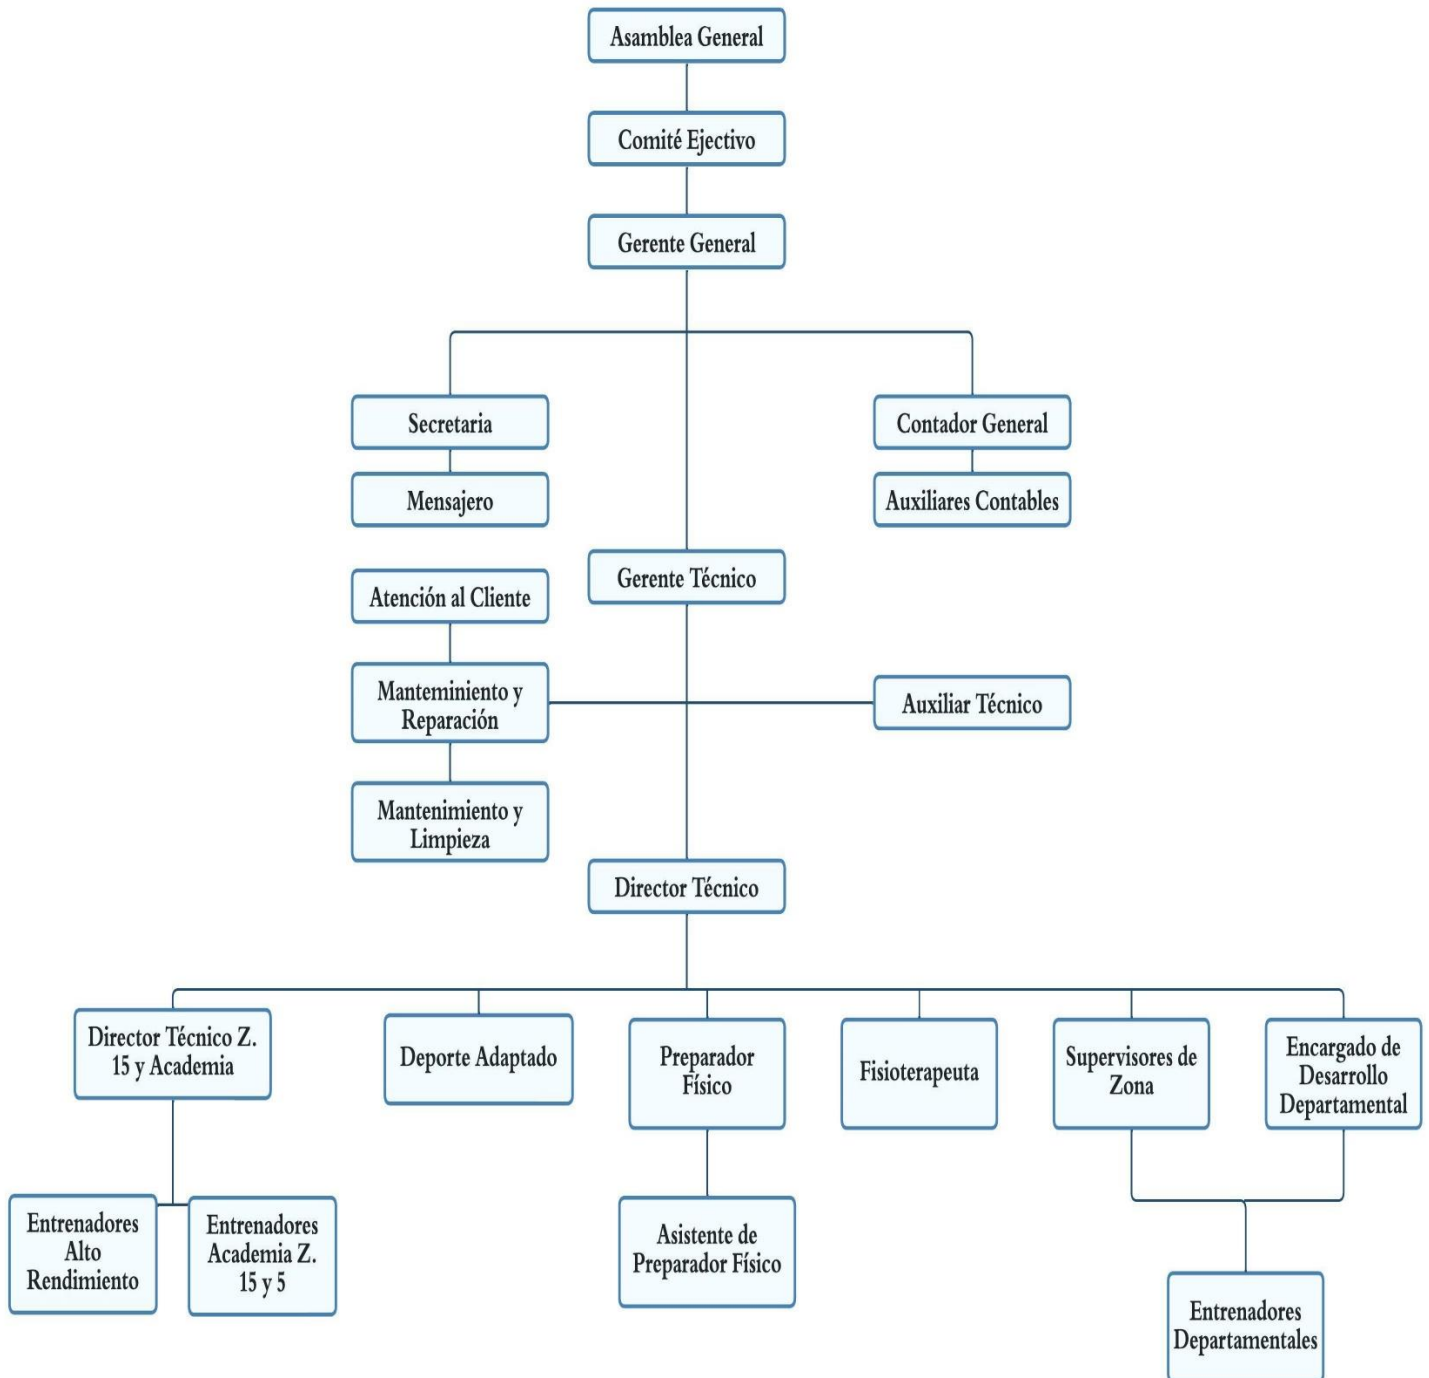 Asamblea General
Comité Ejectivo
Gerente General
Secretaria
Contador General
Mensajero
Auxiliares Contables
Gerente Técnico
Atención al Cliente
Manteminiento y
Reparación
Auxiliar Técnico
Mantenimiento y
Limpieza
Director Técnico
Director Técnico Z.
15 y Academia
Deporte Adaptado
Preparador
Físico
Fisioterapeuta
Supervisores de
Zona
Encargado de
Desarrollo
Departamental
Entrenadores
Alto
Rendimiento
Entrenadores
Academia Z.
15 y 5
Asistente de
Preparador Físico
Entrenadores
Departamentales